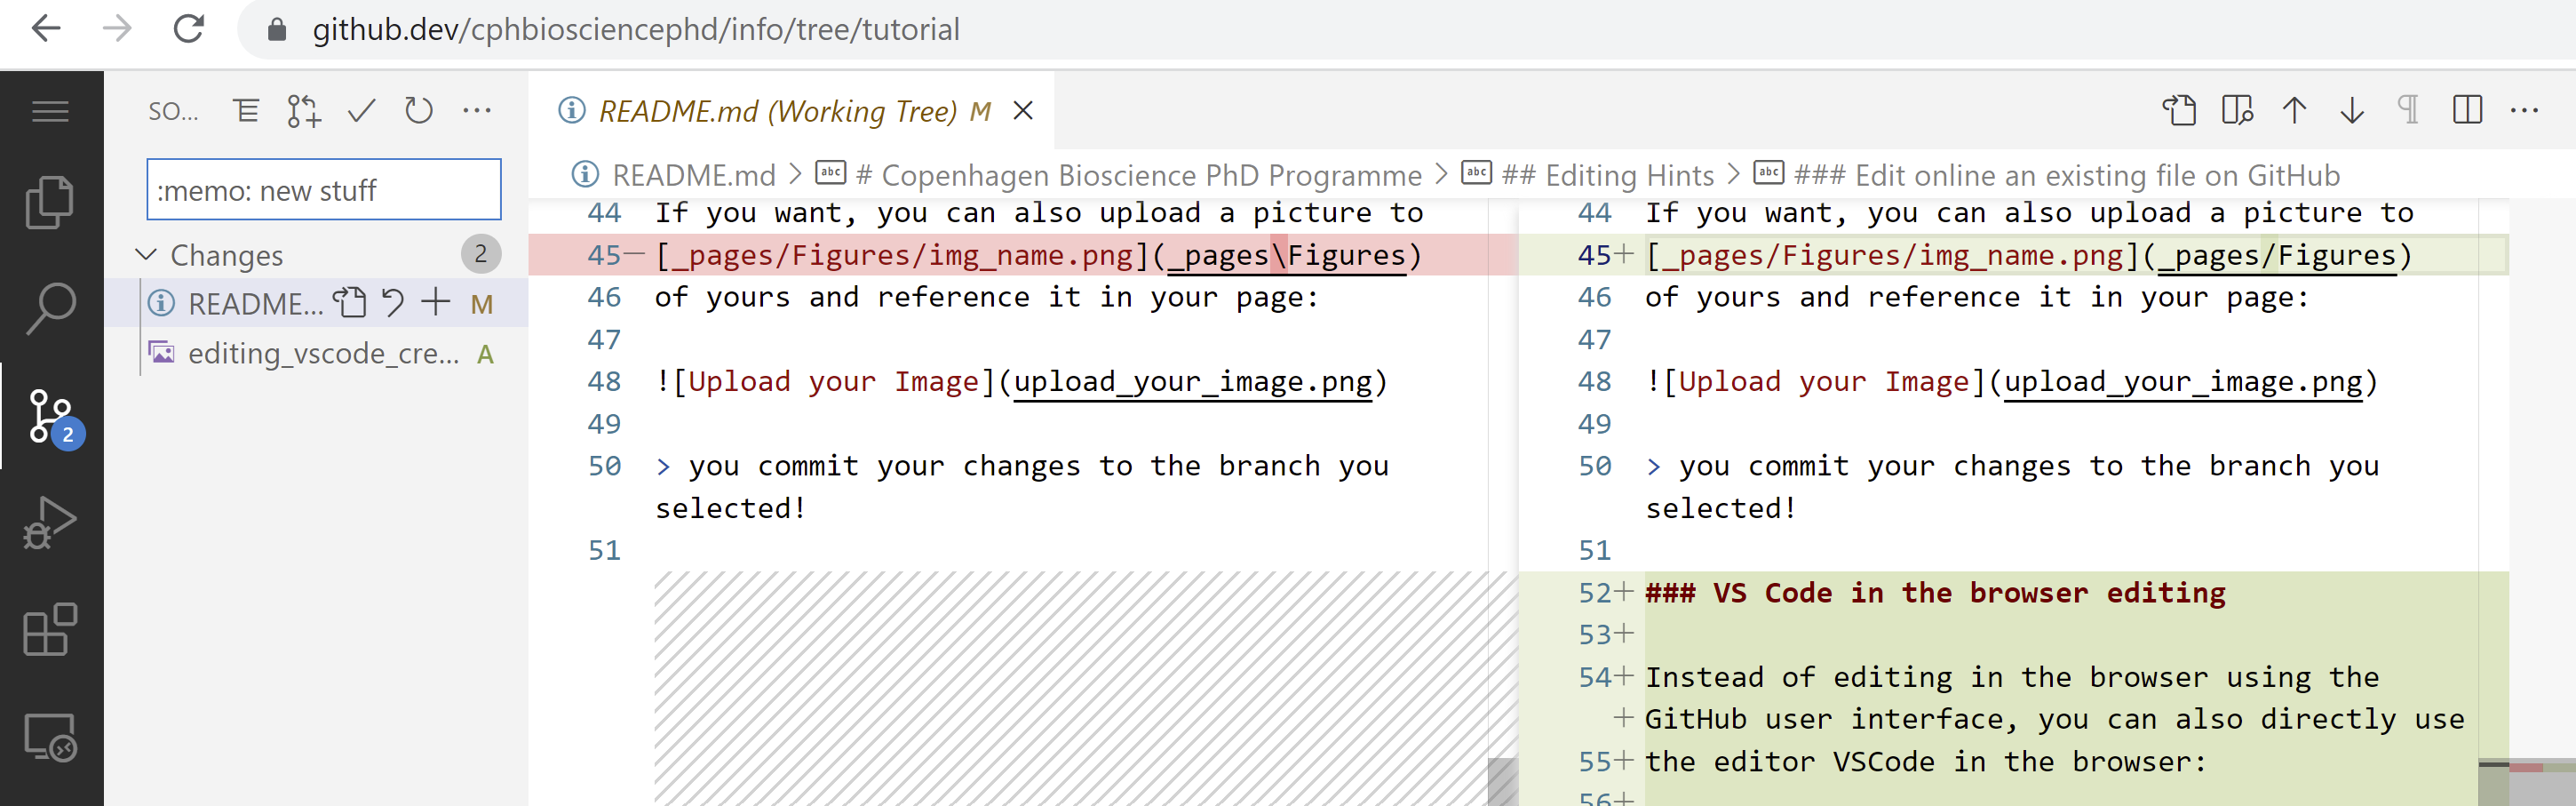 github.dev/cphbiosciencephd/info/tree/tutorial
SO...
README.md (Working Tree) M
:memo: new stuff
README.md > # Copenhagen Bioscience PhD Programme > ## Editing Hints > ### Edit online an existing file on GitHub
Changes 2
README... M
editing_vscode_cre... A
2
44 If you want, you can also upload a picture to
45 — [_pages/Figures/img_name.png](_pages\Figures)
46 of yours and reference it in your page:
47
48 ![Upload your Image](upload_your_image.png)
49
50 > you commit your changes to the branch you
selected!
51
44 If you want, you can also upload a picture to
45+ [_pages/Figures/img_name.png](_pages/Figures)
46 of yours and reference it in your page:
47
48 ![Upload your Image](upload_your_image.png)
49
50 > you commit your changes to the branch you
selected!
51
52+ ### VS Code in the browser editing
53+
54+ Instead of editing in the browser using the
+ GitHub user interface, you can also directly use
55+ the editor VSCode in the browser:
56+